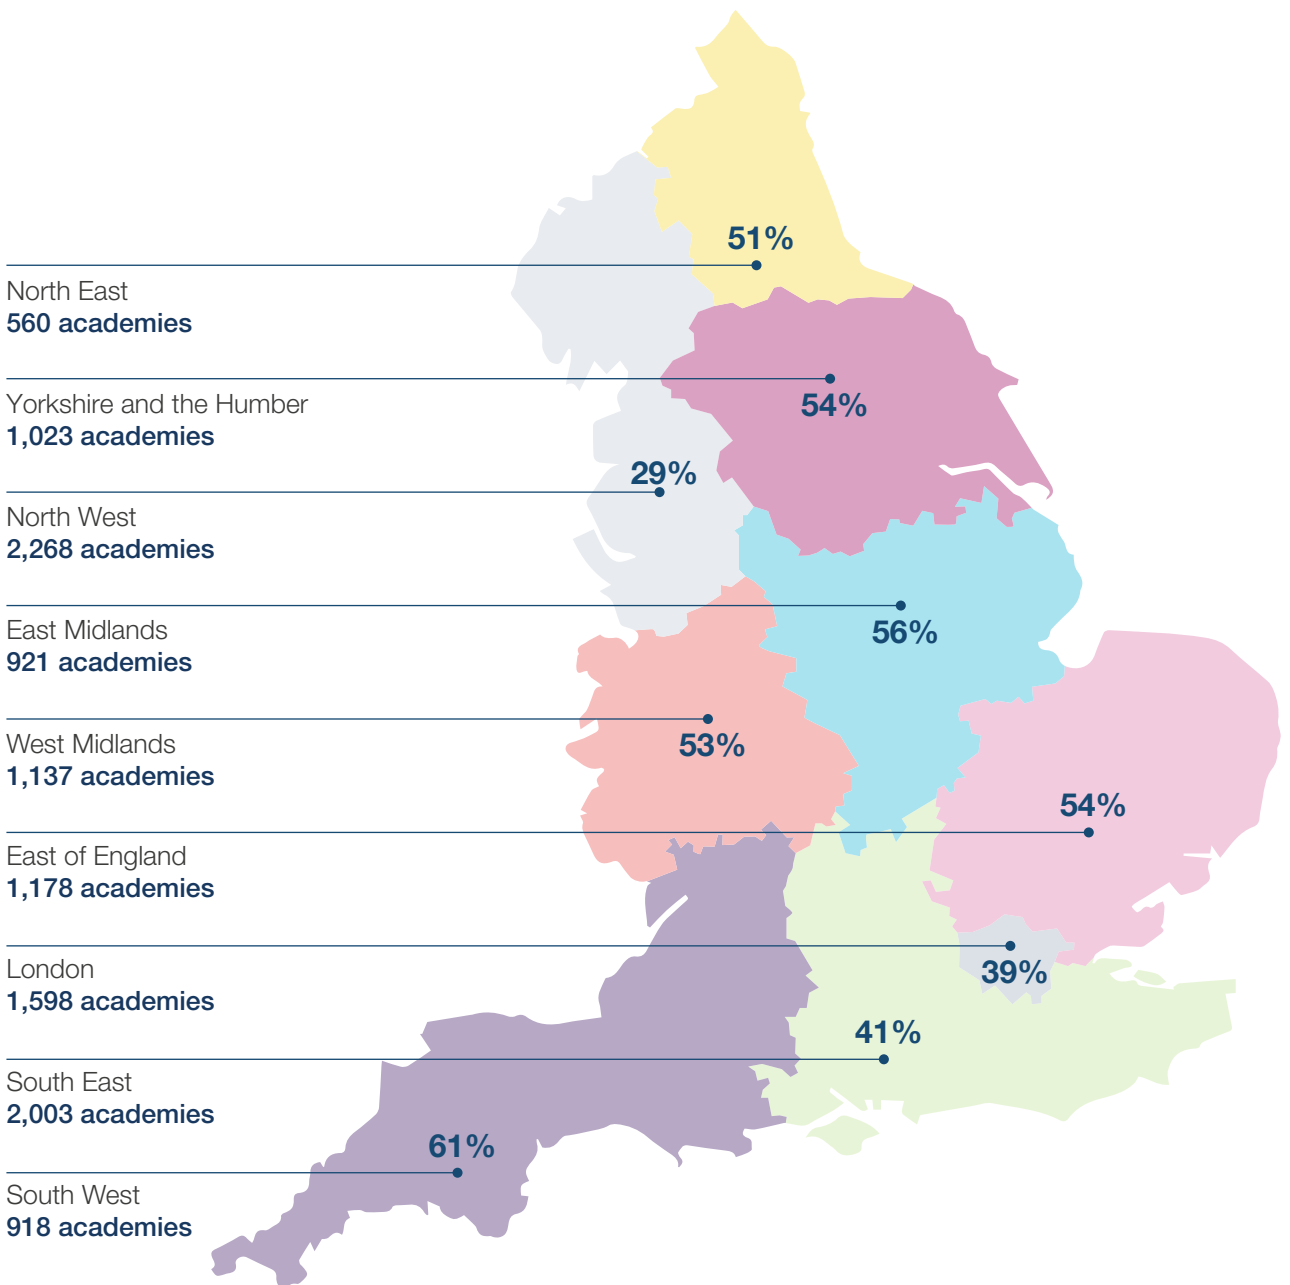 51%
North East
560 academies
Yorkshire and the Humber
1,023 academies
54%
29%
North West
2,268 academies
East Midlands
921 academies
56%
West Midlands
1,137 academies
53%
54%
East of England
1,178 academies
London
1,598 academies
39%
41%
South East
2,003 academies
61%
South West
918 academies